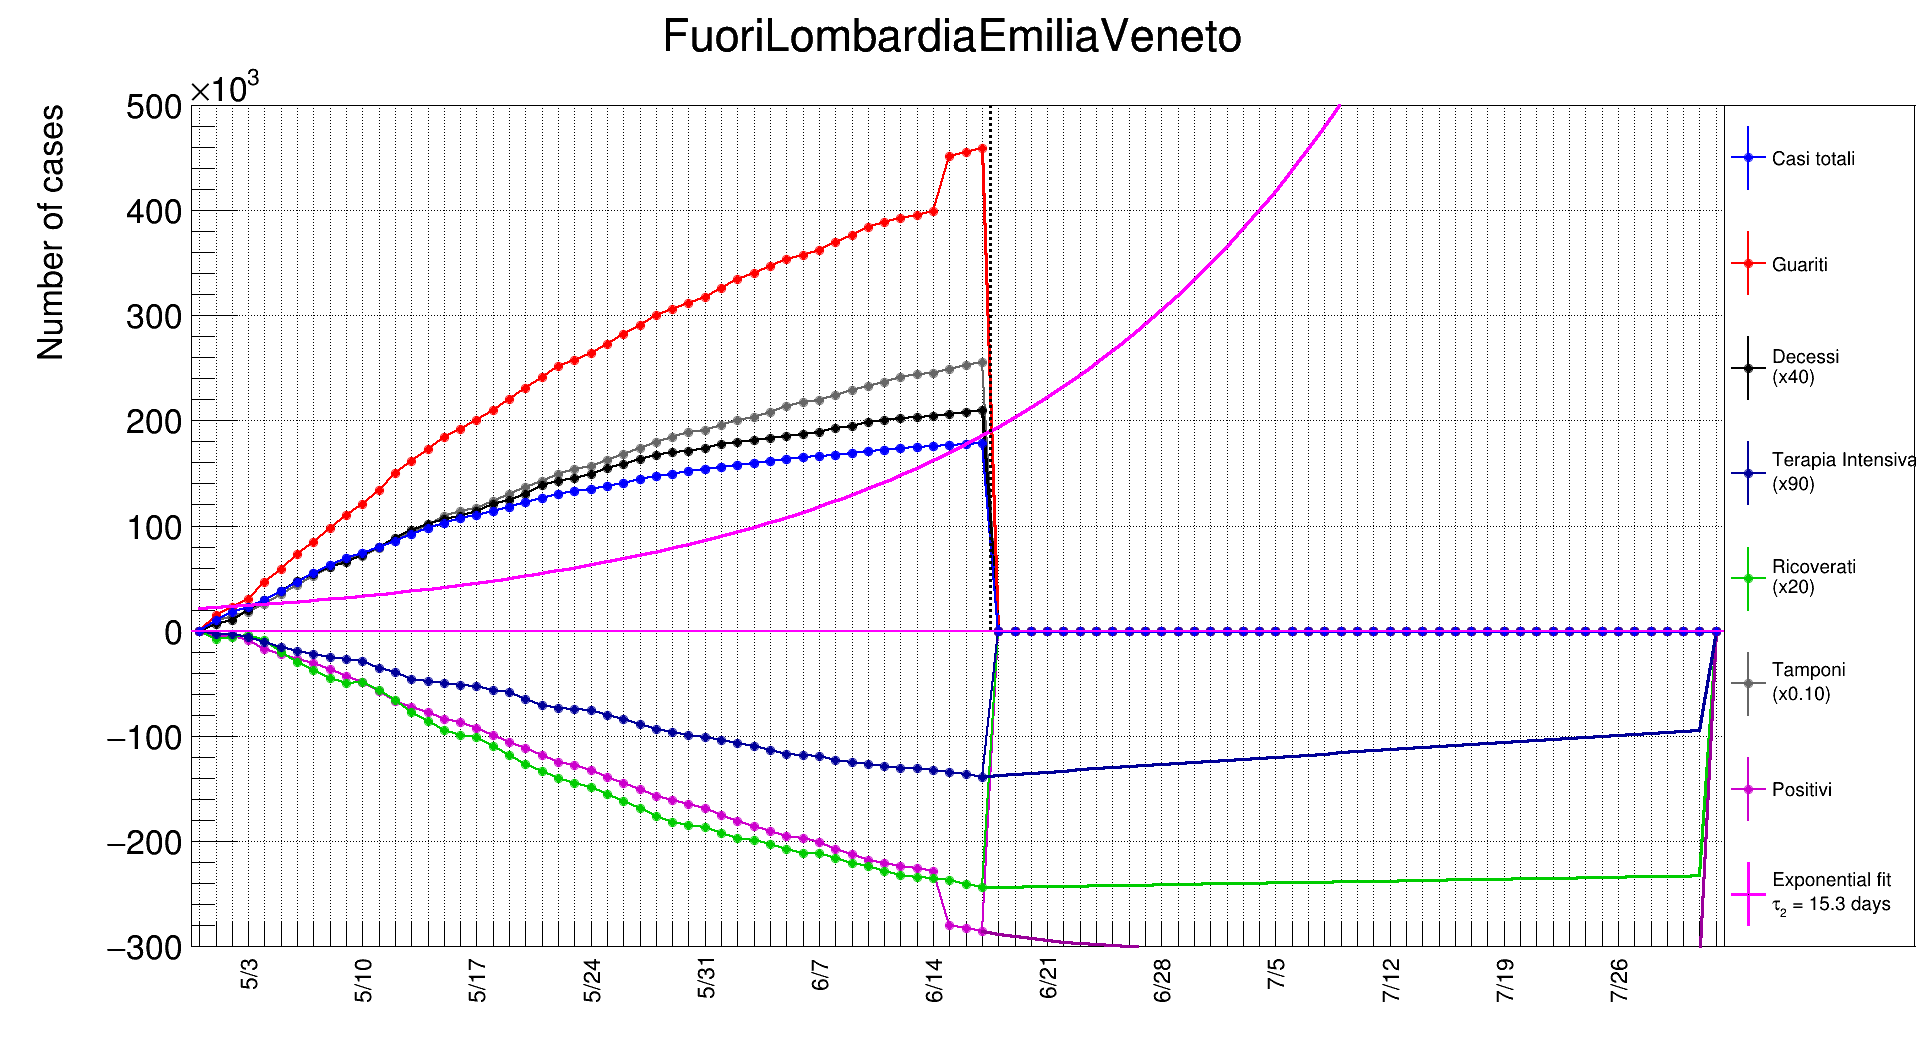 FuoriLombardiaEmiliaVeneto
×10³
Number of cases
500
400
300
200
100
0
−100
−200
−300
5/3
5/10
5/17
5/24
5/31
6/7
6/14
6/21
6/28
7/5
7/12
7/19
7/26
Casi totali
Guariti
Decessi
(x40)
Terapia Intensiva
(x90)
Ricoverati
(x20)
Tamponi
(x0.10)
Positivi
Exponential fit
τ₂ = 15.3 days